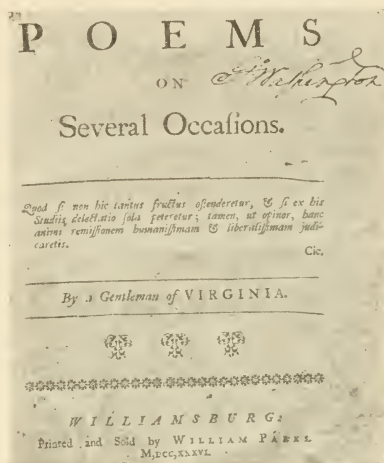 POEMS
ON
G:Washington
Several Occaſions.
Quod ſi non hic tantus fructus oſtenderetur, & ſi ex his
Studiis delectatio ſola peteretur; tamen, ut opinor, hanc
animi remiſſionem humaniſſimam & liberaliſſimam judi-
caretis.
Cic.
By a Gentleman of VIRGINIA.
WILLIAMSBURG:
Printed and Sold by WILLIAM PARKS.
M,DCC,XXXVI.